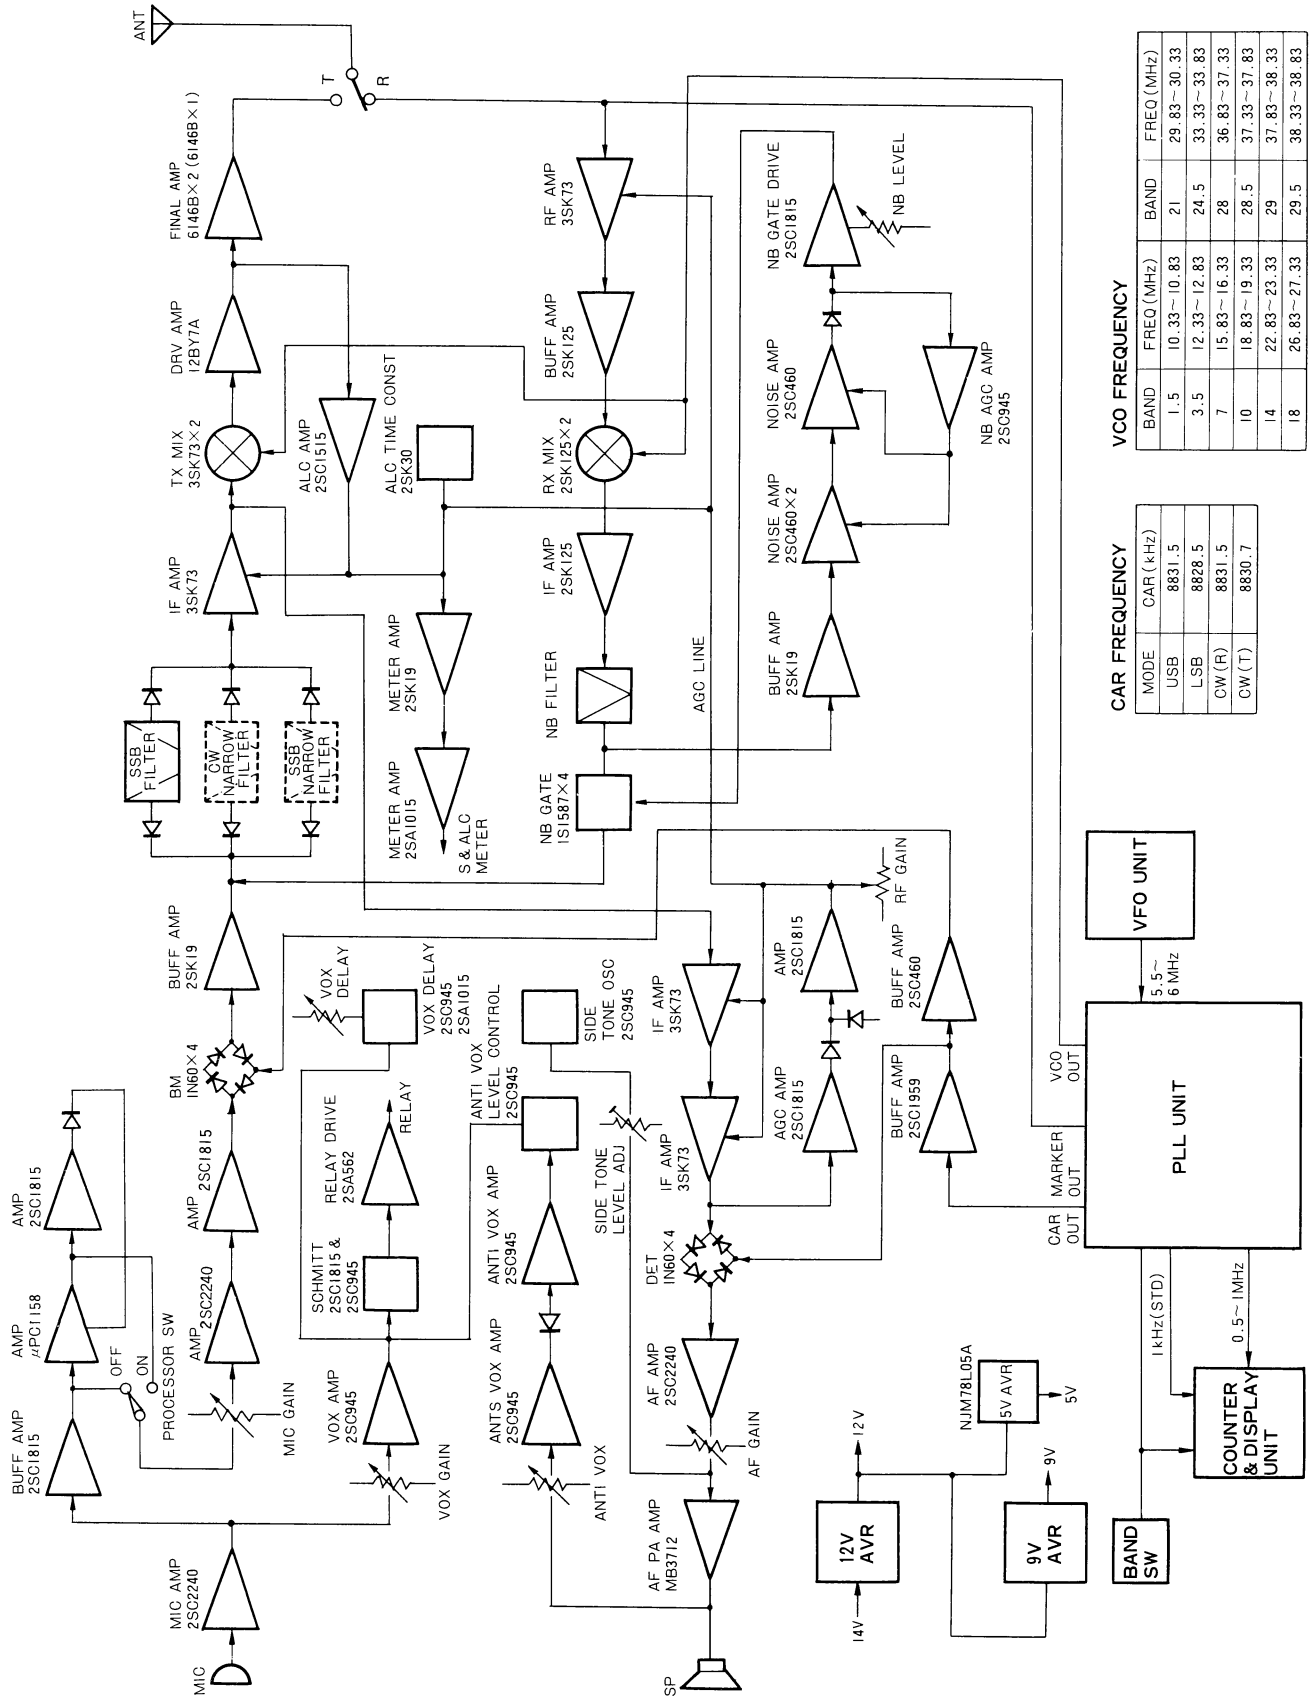 ANT
FINAL AMP
6146B×2 (6146B×1)
T
R
DRV AMP
12BY7A
TX MIX
3SK73×2
IF AMP
3SK73
ALC AMP
2SC1515
ALC TIME CONST
2SK30
METER AMP
2SK19
METER AMP
2SA1015
S & ALC
METER
SSB
FILTER
CW
NARROW
FILTER
SSB
NARROW
FILTER
BUFF AMP
2SK19
BM
IN60×4
AMP
2SC1815
AMP
2SC2240
MIC GAIN
AMP
2SC1815
AMP
μPC1158
OFF
ON
PROCESSOR SW
BUFF AMP
2SC1815
MIC AMP
2SC2240
MIC
VOX GAIN
VOX AMP
2SC945
SCHMITT
2SC1815 &
2SC945
RELAY DRIVE
2SA562
RELAY
VOX
DELAY
VOX DELAY
2SC945
2SA1015
ANTI VOX
LEVEL CONTROL
2SC945
ANTI VOX AMP
2SC945
ANTS VOX AMP
2SC945
ANTI VOX
SIDE
TONE OSC
2SC945
SIDE TONE
LEVEL ADJ
RF AMP
3SK73
BUFF AMP
2SK125
RX MIX
2SK125×2
IF AMP
2SK125
NB FILTER
NB GATE
1S1587×4
AGC LINE
IF AMP
3SK73
IF AMP
3SK73
DET
IN60×4
AF AMP
2SC2240
AF GAIN
AF PA AMP
MB3712
SP
NB GATE DRIVE
2SC1815
NB LEVEL
NOISE AMP
2SC460
NB AGC AMP
2SC945
NOISE AMP
2SC460×2
BUFF AMP
2SK19
RF GAIN
AMP
2SC1815
AGC AMP
2SC1815
BUFF AMP
2SC460
BUFF AMP
2SC1959
14V
12V
AVR
12V
NJM78L05A
5V AVR
5V
9V
AVR
9V
VFO UNIT
5.5~
6MHz
PLL UNIT
VCO
OUT
MARKER
OUT
CAR
OUT
1kHz(STD)
0.5~1MHz
COUNTER
& DISPLAY
UNIT
BAND
SW
CAR FREQUENCY
MODE CAR(kHz)
USB 8831.5
LSB 8828.5
CW(R) 8831.5
CW(T) 8830.7
VCO FREQUENCY
BAND FREQ(MHz) BAND FREQ(MHz)
1.5 10.33~10.83 21 29.83~30.33
3.5 12.33~12.83 24.5 33.33~33.83
7 15.83~16.33 28 36.83~37.33
10 18.83~19.33 28.5 37.33~37.83
14 22.83~23.33 29 37.83~38.33
18 26.83~27.33 29.5 38.33~38.83